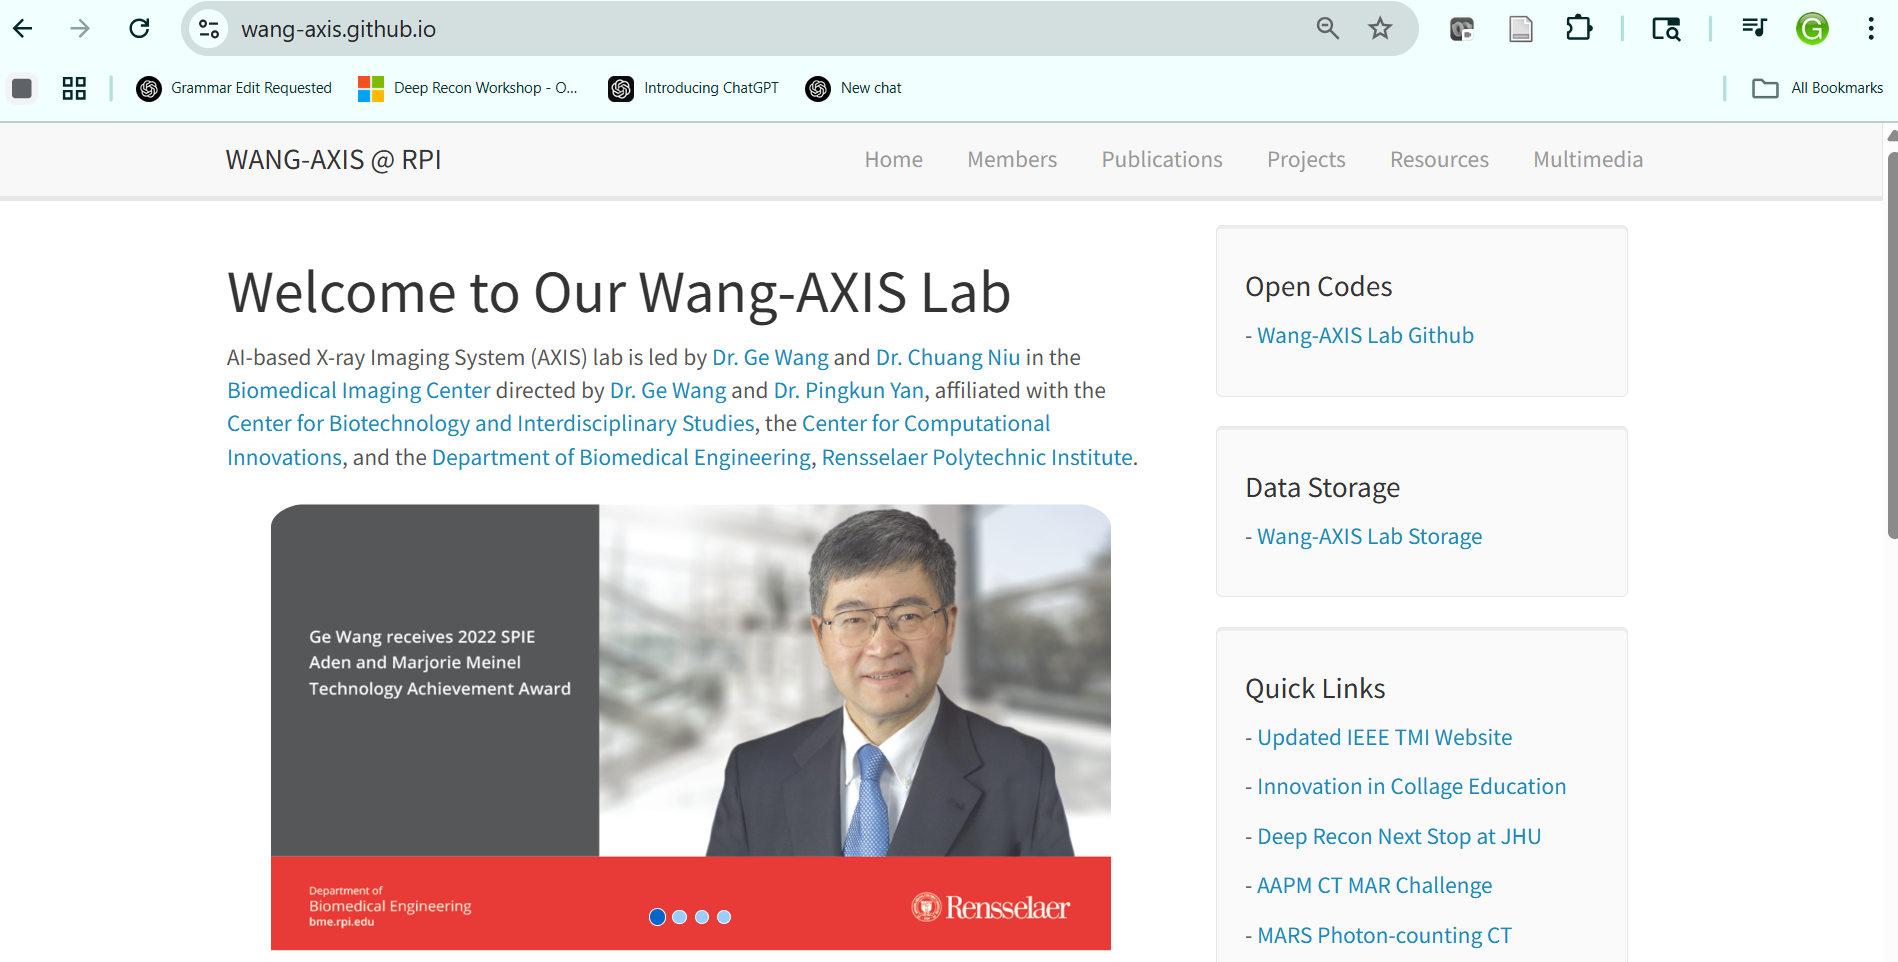 wang-axis.github.io
G
Grammar Edit Requested
Deep Recon Workshop - O...
Introducing ChatGPT
New chat
All Bookmarks
WANG-AXIS @ RPI
Home
Members
Publications
Projects
Resources
Multimedia
Welcome to Our Wang-AXIS Lab
AI-based X-ray Imaging System (AXIS) lab is led by Dr. Ge Wang and Dr. Chuang Niu in the
Biomedical Imaging Center directed by Dr. Ge Wang and Dr. Pingkun Yan, affiliated with the
Center for Biotechnology and Interdisciplinary Studies, the Center for Computational
Innovations, and the Department of Biomedical Engineering, Rensselaer Polytechnic Institute.
Ge Wang receives 2022 SPIE
Aden and Marjorie Meinel
Technology Achievement Award
Department of
Biomedical Engineering
bme.rpi.edu
Rensselaer
Open Codes
- Wang-AXIS Lab Github
Data Storage
- Wang-AXIS Lab Storage
Quick Links
- Updated IEEE TMI Website
- Innovation in Collage Education
- Deep Recon Next Stop at JHU
- AAPM CT MAR Challenge
- MARS Photon-counting CT